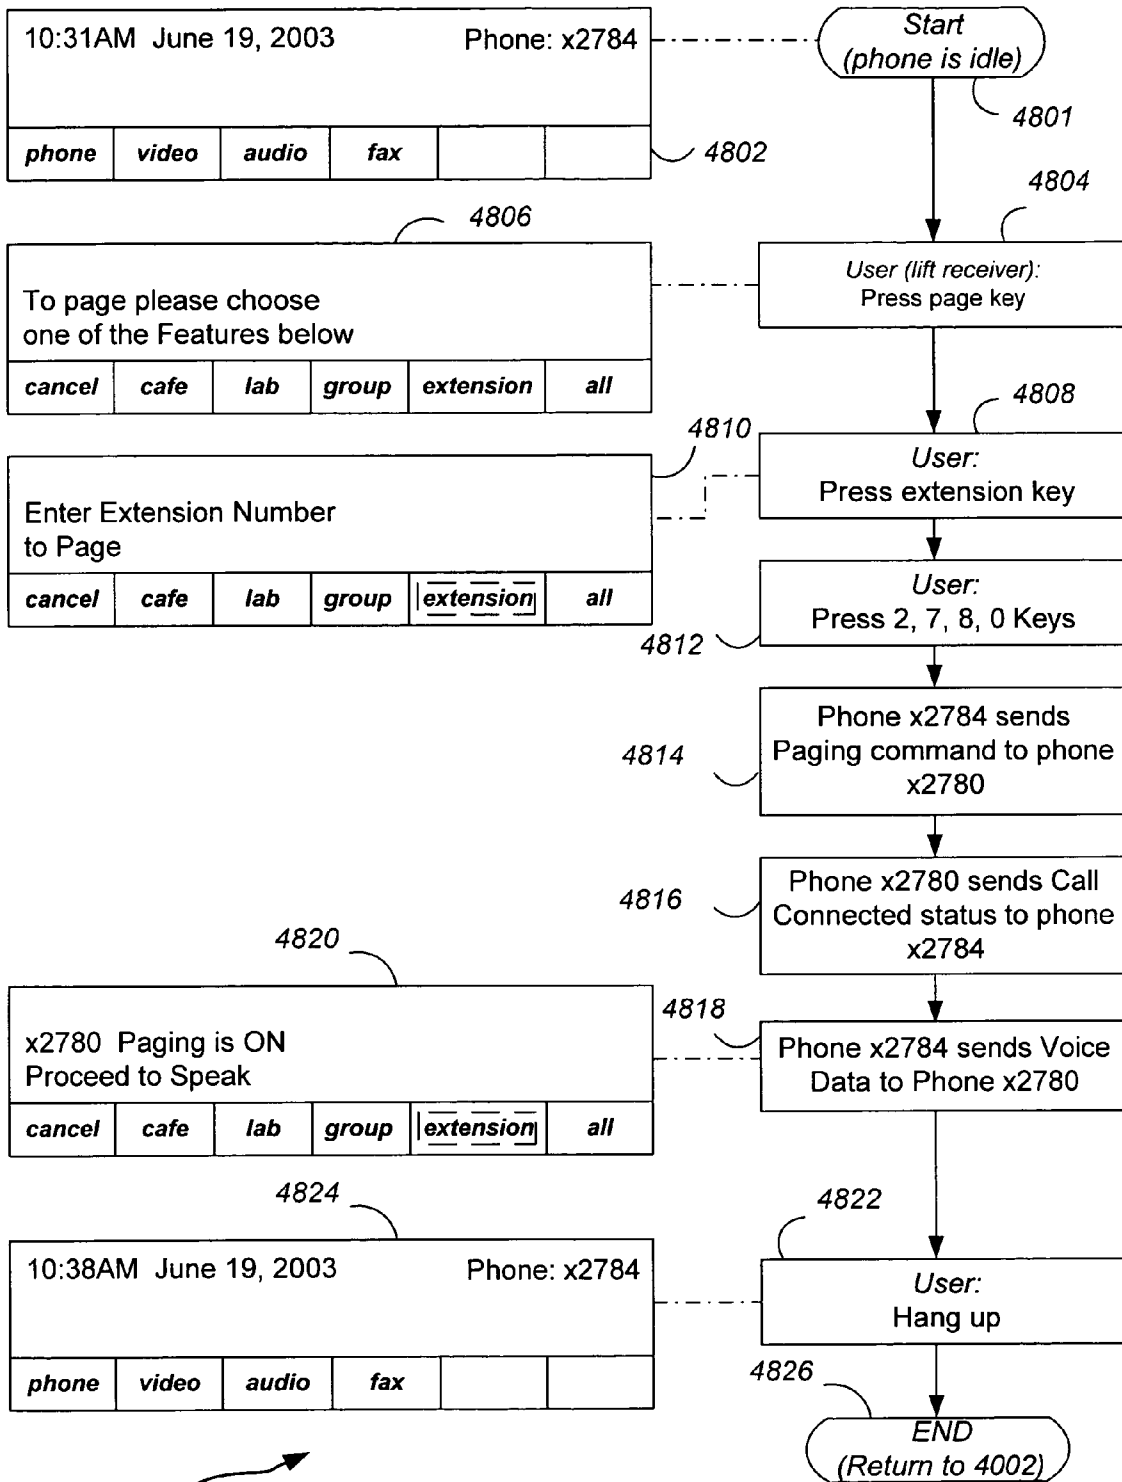 10:31AM June 19, 2003 Phone: x2784
phone video audio fax
4802
Start
(phone is idle)
4801
4804
4806
To page please choose
one of the Features below
cancel cafe lab group extension all
User (lift receiver):
Press page key
4808
4810
Enter Extension Number
to Page
cancel cafe lab group extension all
User:
Press extension key
User:
Press 2, 7, 8, 0 Keys
4812
Phone x2784 sends
Paging command to phone
x2780
4814
Phone x2780 sends Call
Connected status to phone
x2784
4816
4820
x2780 Paging is ON
Proceed to Speak
cancel cafe lab group extension all
4818
Phone x2784 sends Voice
Data to Phone x2780
4824
10:38AM June 19, 2003 Phone: x2784
phone video audio fax
4822
User:
Hang up
4826
END
(Return to 4002)